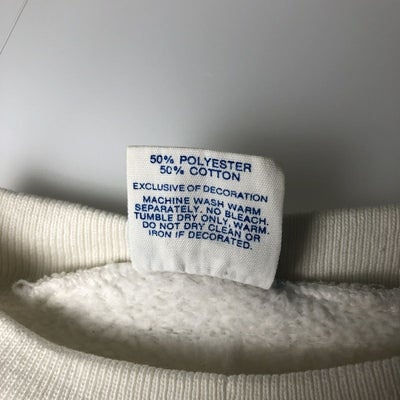 50% POLYESTER
50% COTTON
EXCLUSIVE OF DECORATION
MACHINE WASH WARM
SEPARATELY. NO BLEACH.
TUMBLE DRY ONLY, WARM.
DO NOT DRY CLEAN OR
IRON IF DECORATED.